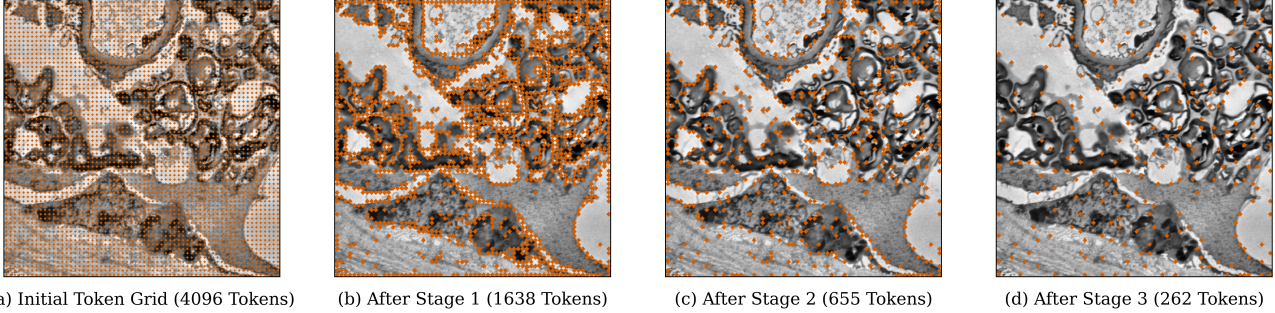 a) Initial Token Grid (4096 Tokens)
(b) After Stage 1 (1638 Tokens)
(c) After Stage 2 (655 Tokens)
(d) After Stage 3 (262 Tokens)